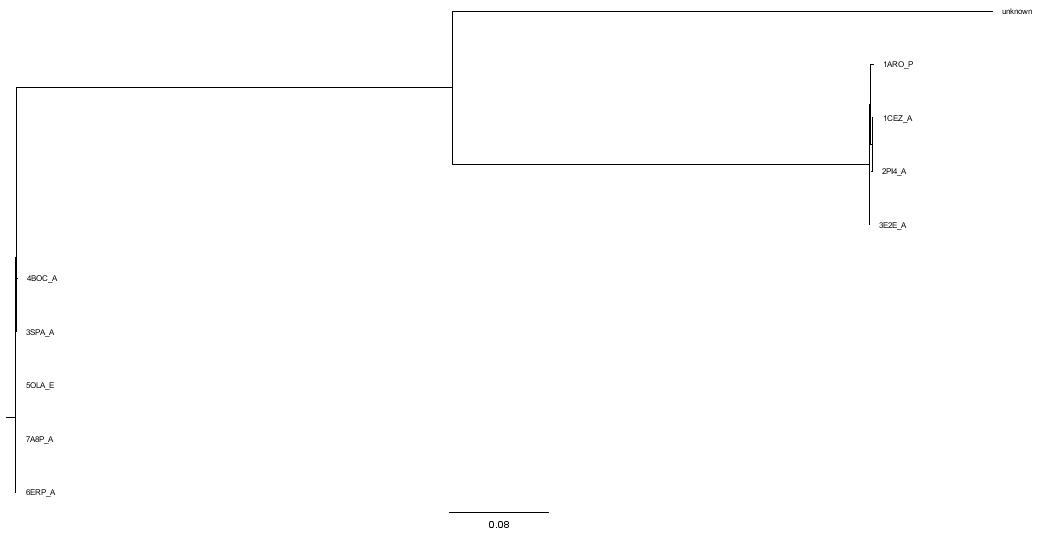 unknown
1ARO_P
1CEZ_A
2PI4_A
3E2E_A
4BOC_A
3SPA_A
5OLA_E
7A8P_A
6ERP_A
0.08